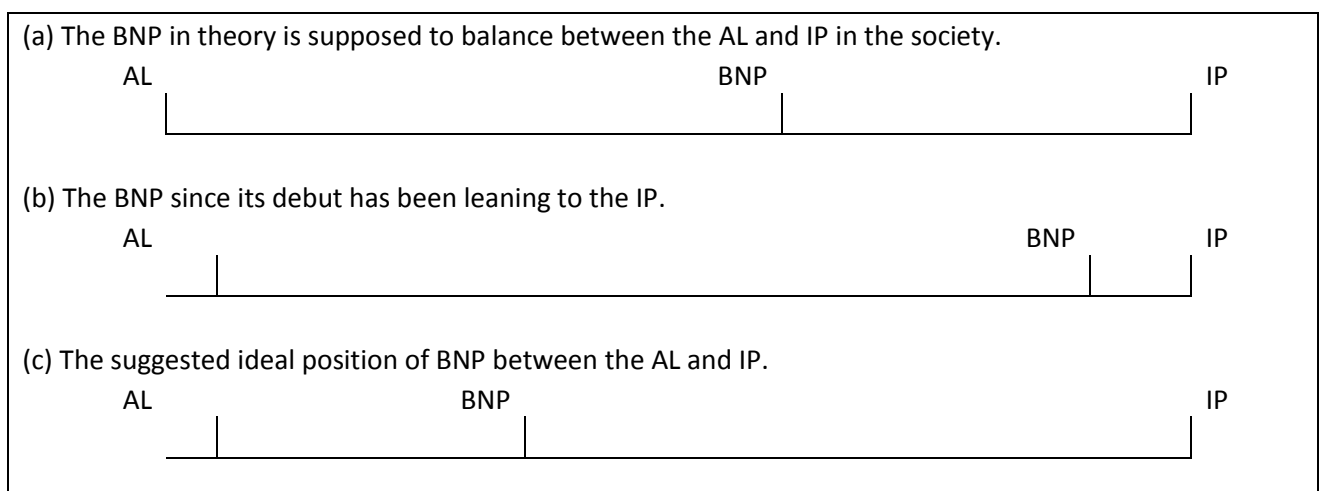 (a) The BNP in theory is supposed to balance between the AL and IP in the society.
AL BNP IP
(b) The BNP since its debut has been leaning to the IP.
AL BNP IP
(c) The suggested ideal position of BNP between the AL and IP.
AL BNP IP